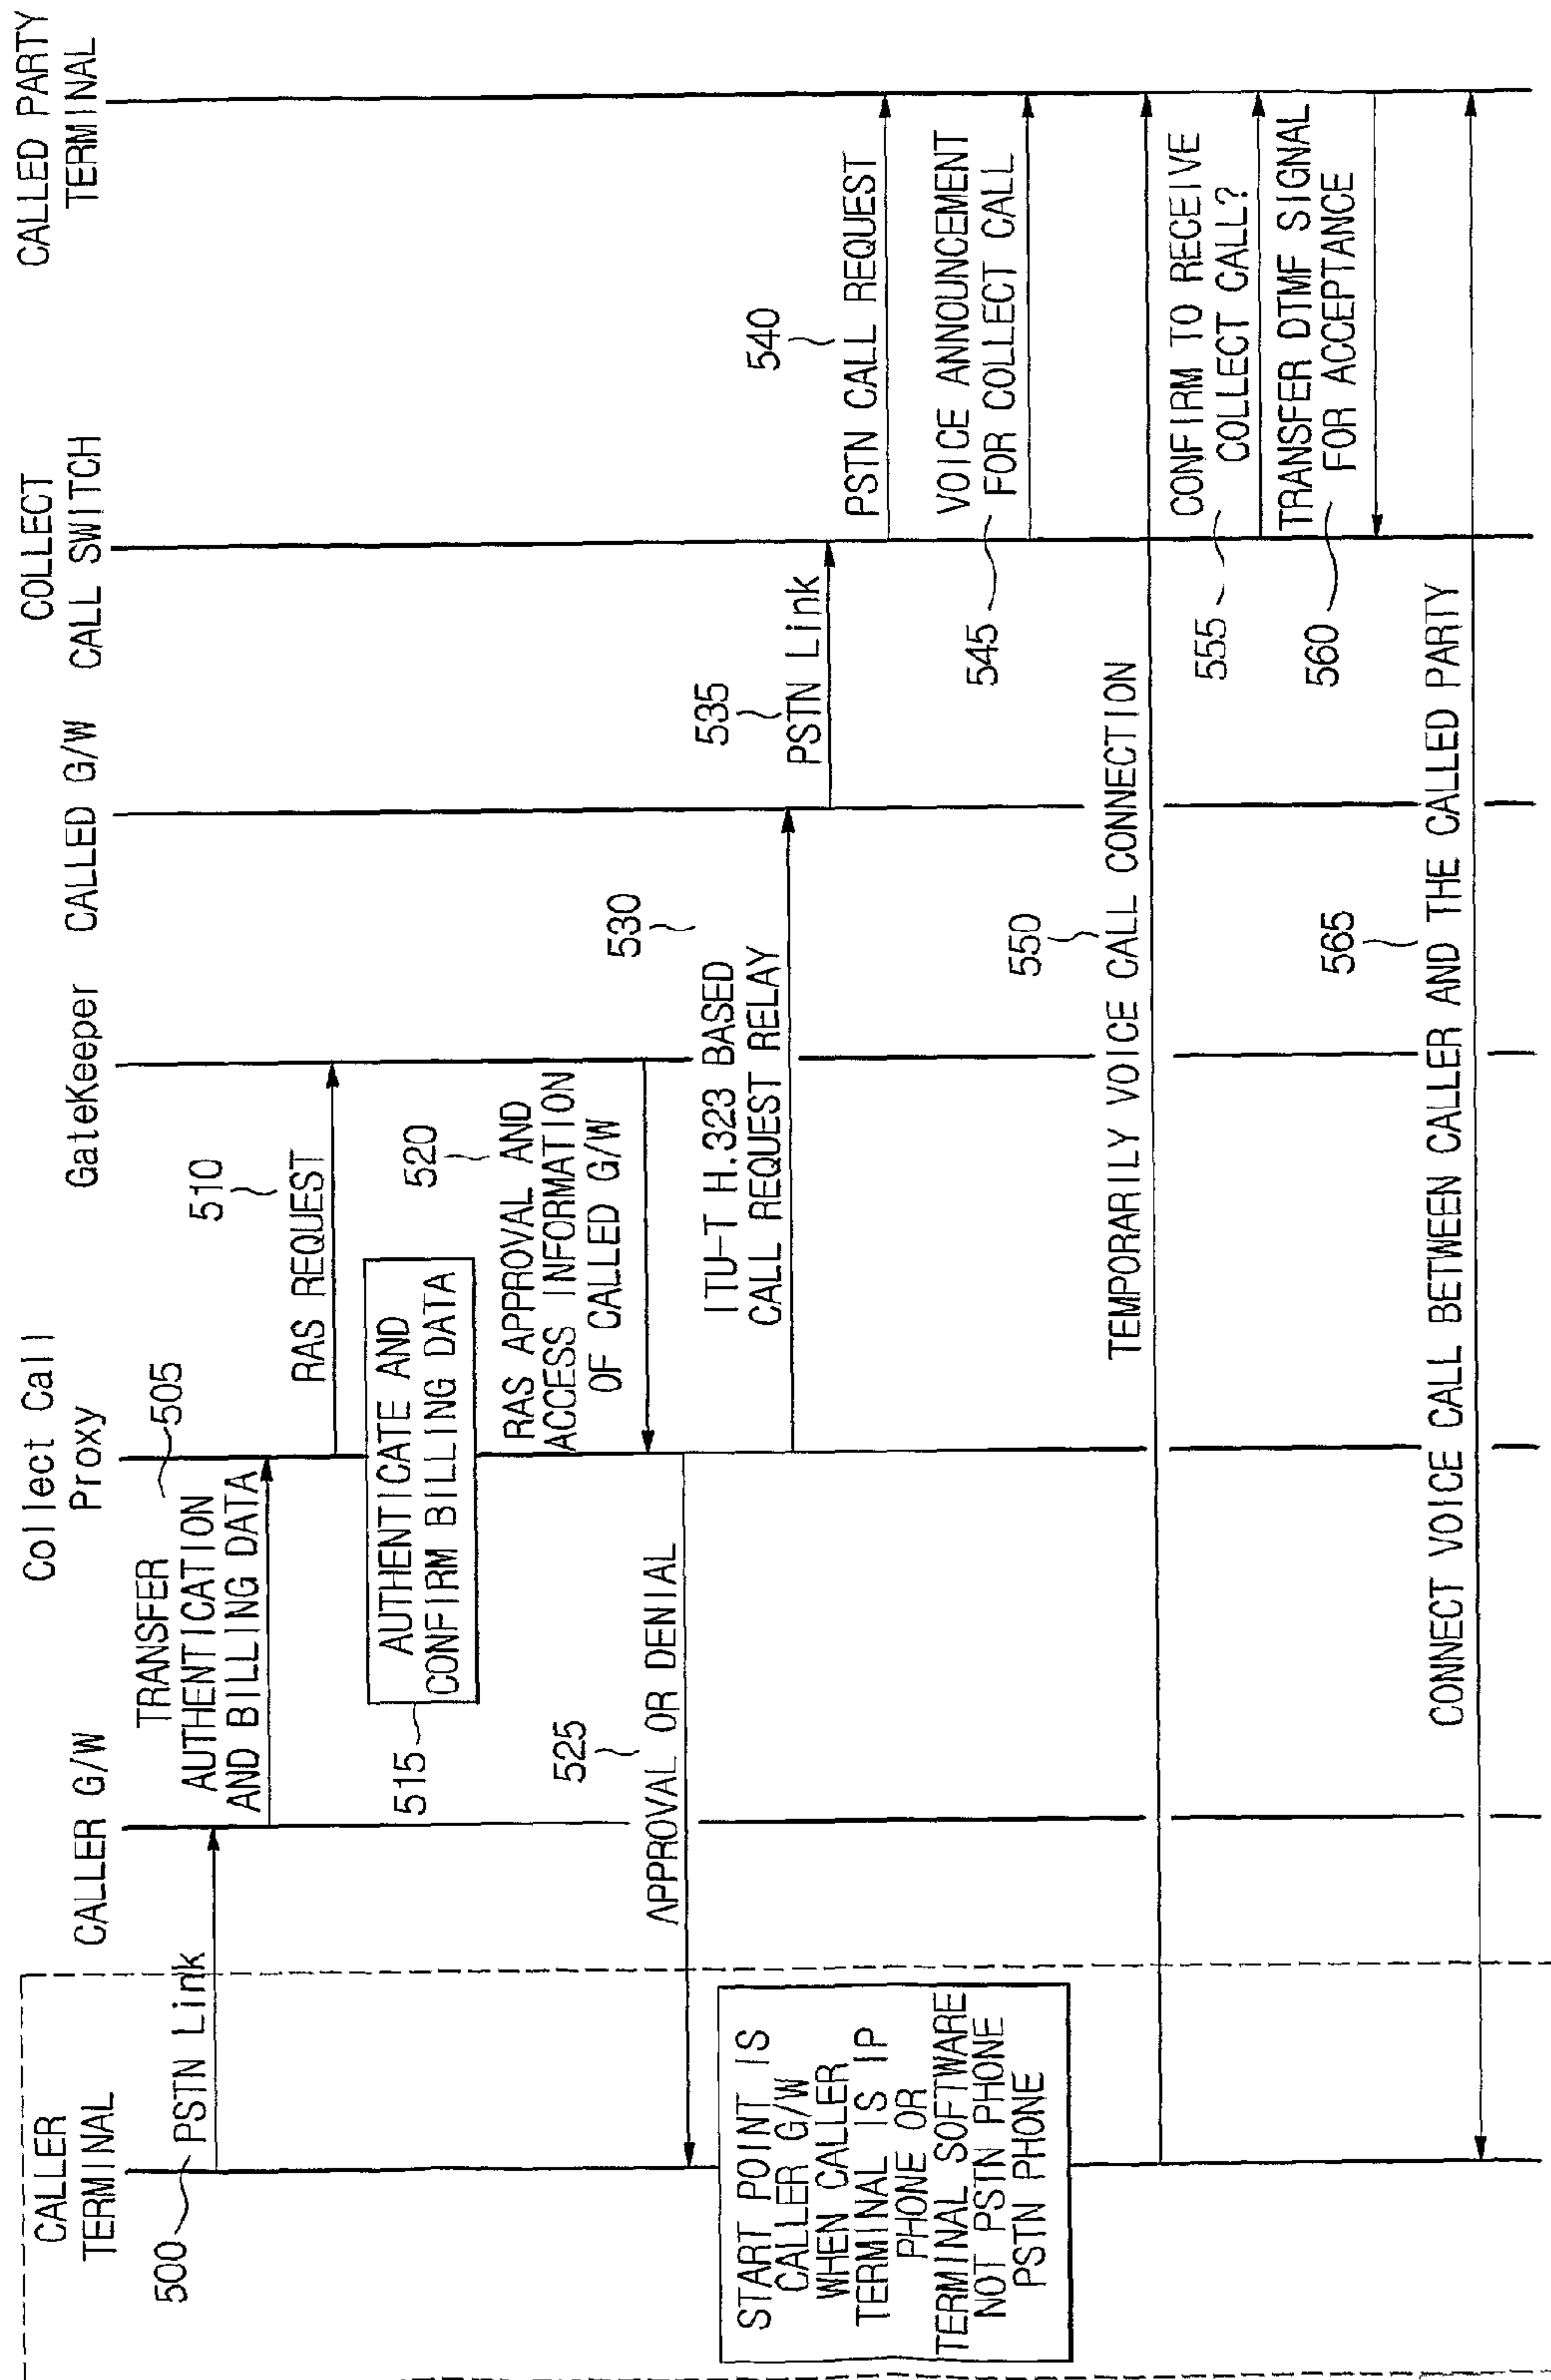 CALLER
TERMINAL
CALLER G/W
Collect Call
Proxy
GateKeeper
CALLED G/W
COLLECT
CALL SWITCH
CALLED PARTY
TERMINAL
500
PSTN Link
TRANSFER
AUTHENTICATION
AND BILLING DATA
505
510
RAS REQUEST
515
AUTHENTICATE AND
CONFIRM BILLING DATA
520
RAS APPROVAL AND
ACCESS INFORMATION
OF CALLED G/W
525
APPROVAL OR DENIAL
START POINT IS
CALLER G/W
WHEN CALLER
TERMINAL IS IP
PHONE OR
TERMINAL SOFTWARE
NOT PSTN PHONE
PSTN PHONE
530
ITU-T H.323 BASED
CALL REQUEST RELAY
535
PSTN Link
540
PSTN CALL REQUEST
545
VOICE ANNOUNCEMENT
FOR COLLECT CALL
550
TEMPORARILY VOICE CALL CONNECTION
555
CONFIRM TO RECEIVE
COLLECT CALL?
560
TRANSFER DTMF SIGNAL
FOR ACCEPTANCE
565
CONNECT VOICE CALL BETWEEN CALLER AND THE CALLED PARTY